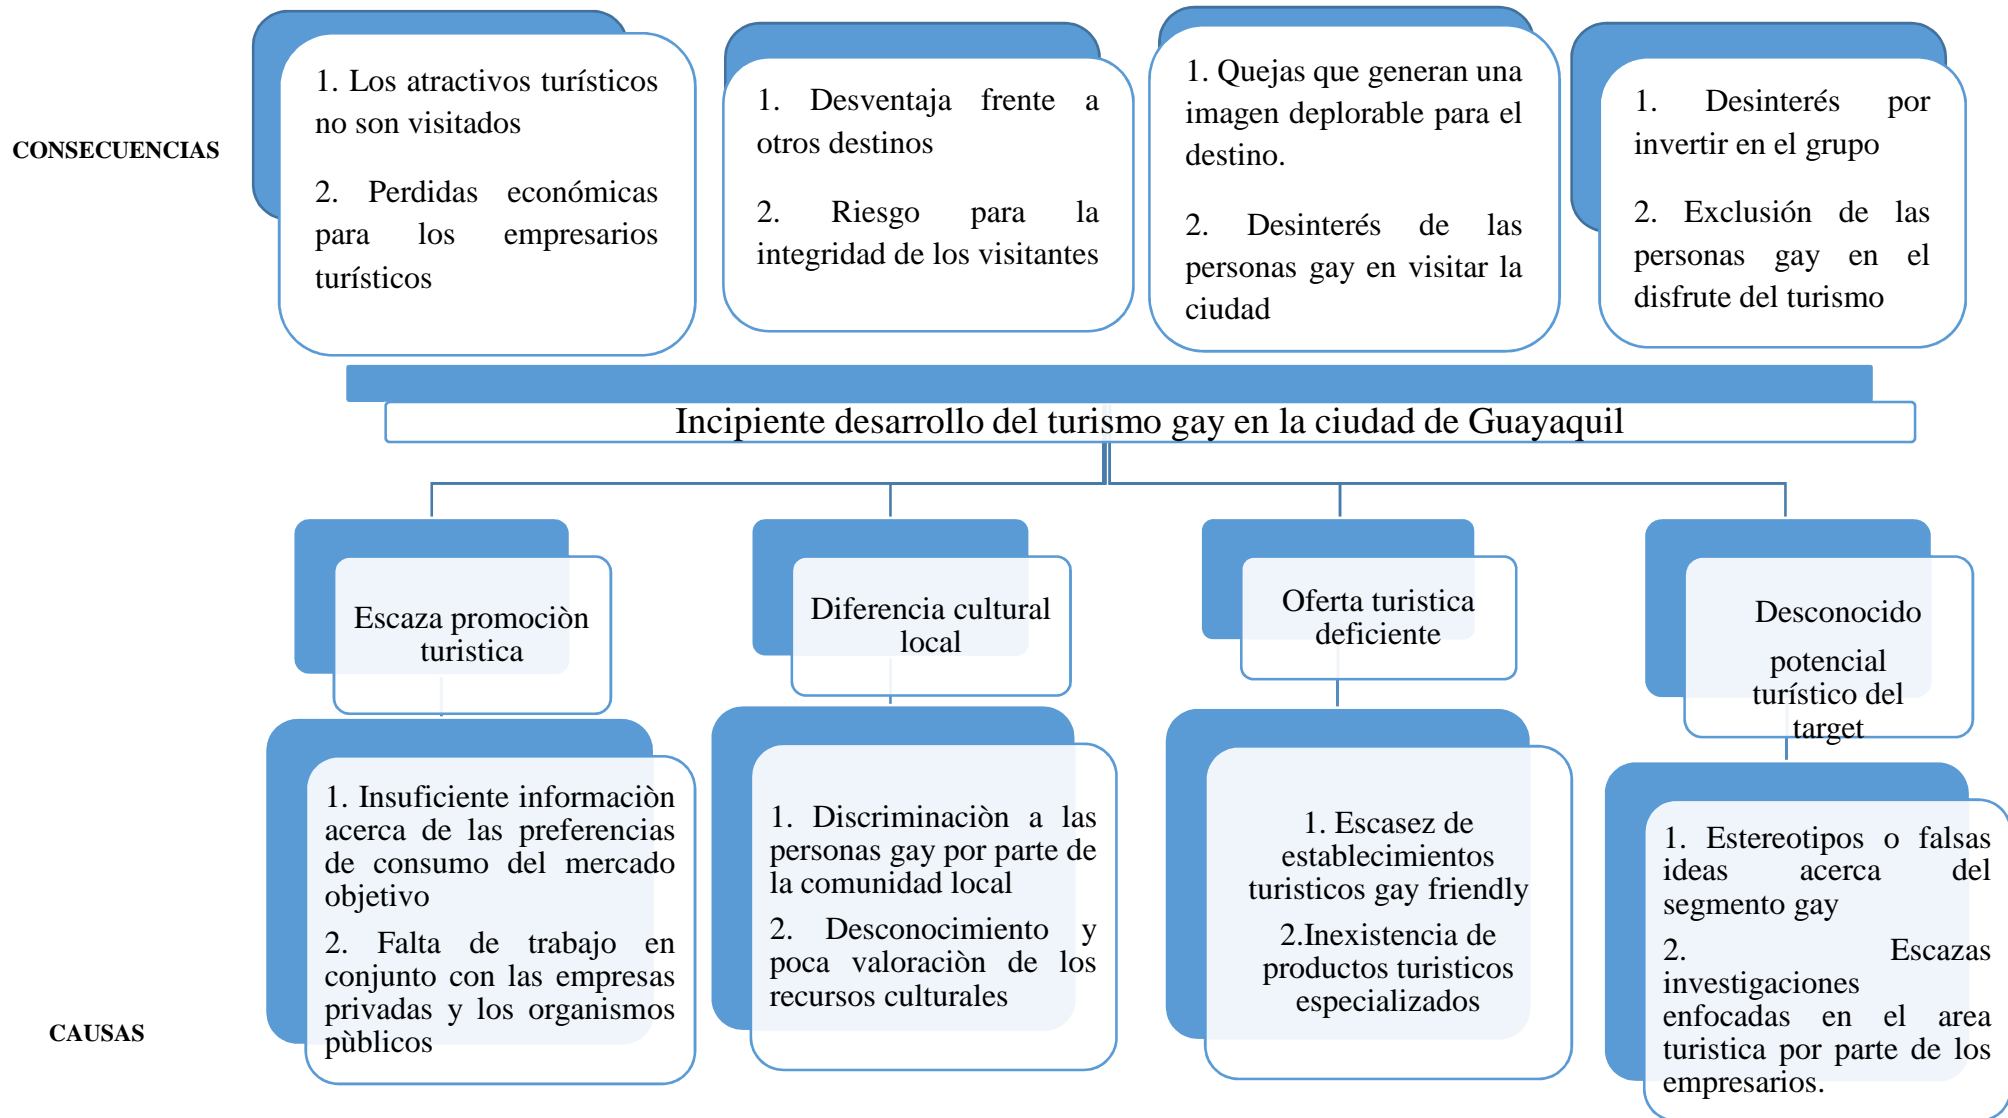 CONSECUENCIAS
1. Los atractivos turísticos
no son visitados
2. Perdidas económicas
para los empresarios
turísticos
1. Desventaja frente a
otros destinos
2. Riesgo para la
integridad de los visitantes
1. Quejas que generan una
imagen deplorable para el
destino.
2. Desinterés de las
personas gay en visitar la
ciudad
1. Desinterés por
invertir en el grupo
2. Exclusión de las
personas gay en el
disfrute del turismo
Incipiente desarrollo del turismo gay en la ciudad de Guayaquil
Escaza promociòn
turistica
Diferencia cultural
local
Oferta turistica
deficiente
Desconocido
potencial
turístico del
target
1. Insuficiente informaciòn
acerca de las preferencias
de consumo del mercado
objetivo
2. Falta de trabajo en
conjunto con las empresas
privadas y los organismos
pùblicos
1. Discriminaciòn a las
personas gay por parte de
la comunidad local
2. Desconocimiento y
poca valoraciòn de los
recursos culturales
1. Escasez de
establecimientos
turisticos gay friendly
2.Inexistencia de
productos turisticos
especializados
1. Estereotipos o falsas
ideas acerca del
segmento gay
2. Escazas
investigaciones
enfocadas en el area
turistica por parte de los
empresarios.
CAUSAS